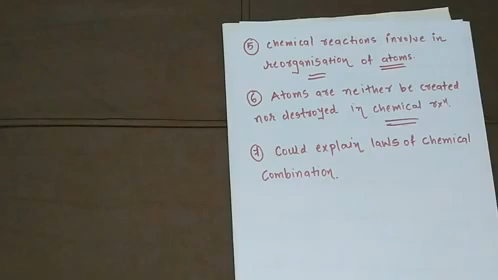 ⑤ chemical reactions involve in
reorganisation of atoms.
⑥ Atoms are neither be created
nor destroyed in chemical rxⁿ
⑦ Could explain laws of chemical
Combination.